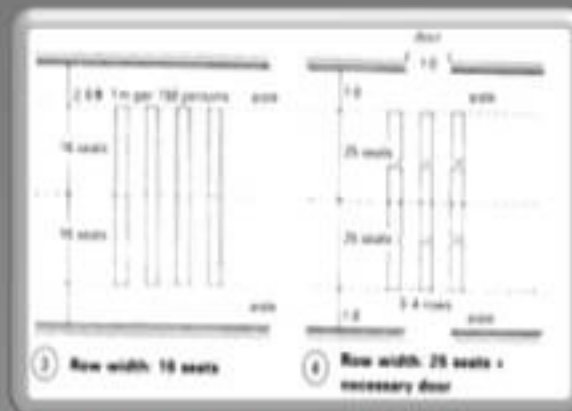 door
1·0
1m per 150 persons
aisle
1·0
aisle
16 seats
25 seats
16 seats
25 seats
aisle
3-4 rows
aisle
1·0
3 Row width: 16 seats
4 Row width: 25 seats +
necessary door